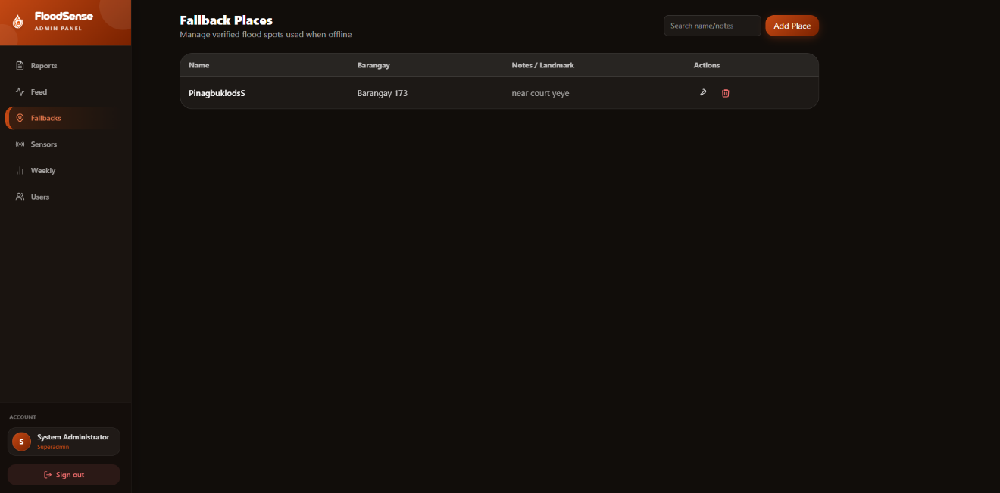 FloodSense
ADMIN PANEL
Reports
Feed
Fallbacks
Sensors
Weekly
Users
ACCOUNT
S
System Administrator
Superadmin
Sign out
Fallback Places
Manage verified flood spots used when offline
Search name/notes
Add Place
Name Barangay Notes / Landmark Actions
PinagbuklodsS Barangay 173 near court yeye